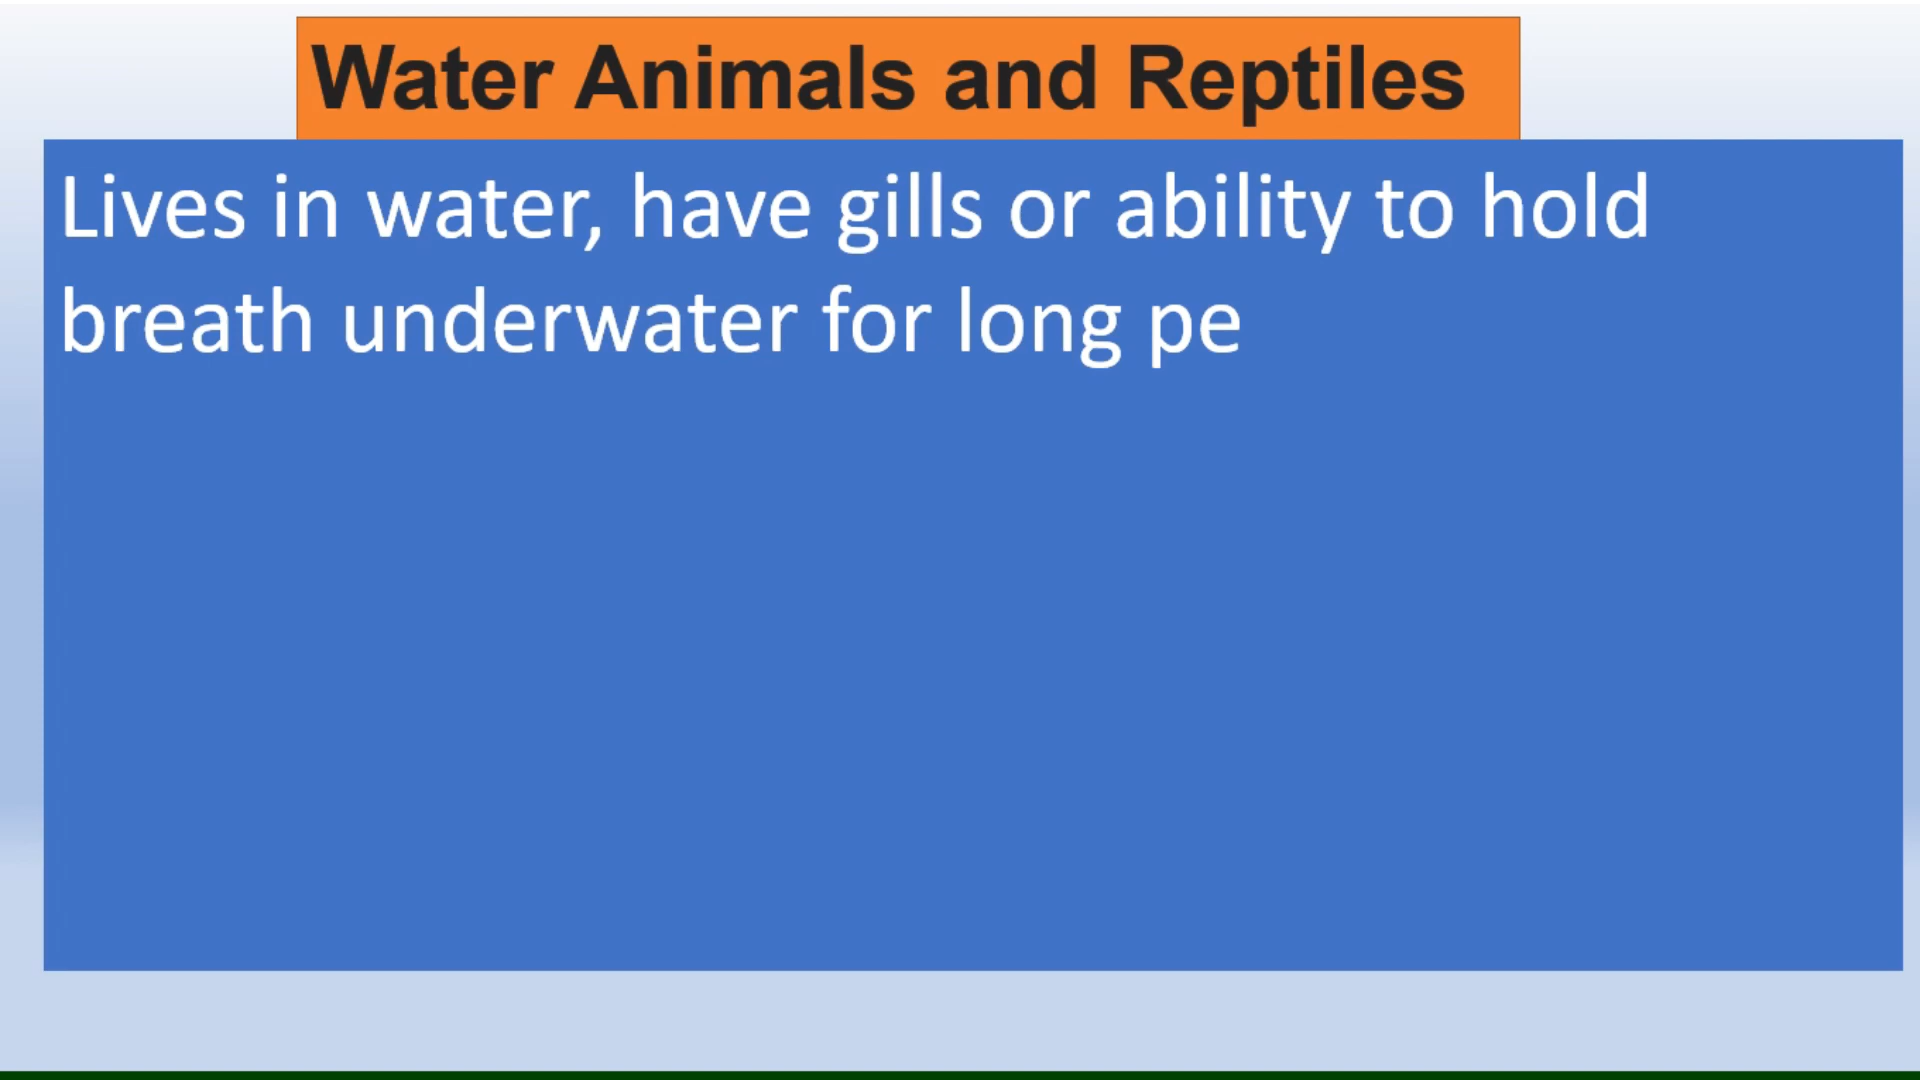 Water Animals and Reptiles
Lives in water, have gills or ability to hold
breath underwater for long pe